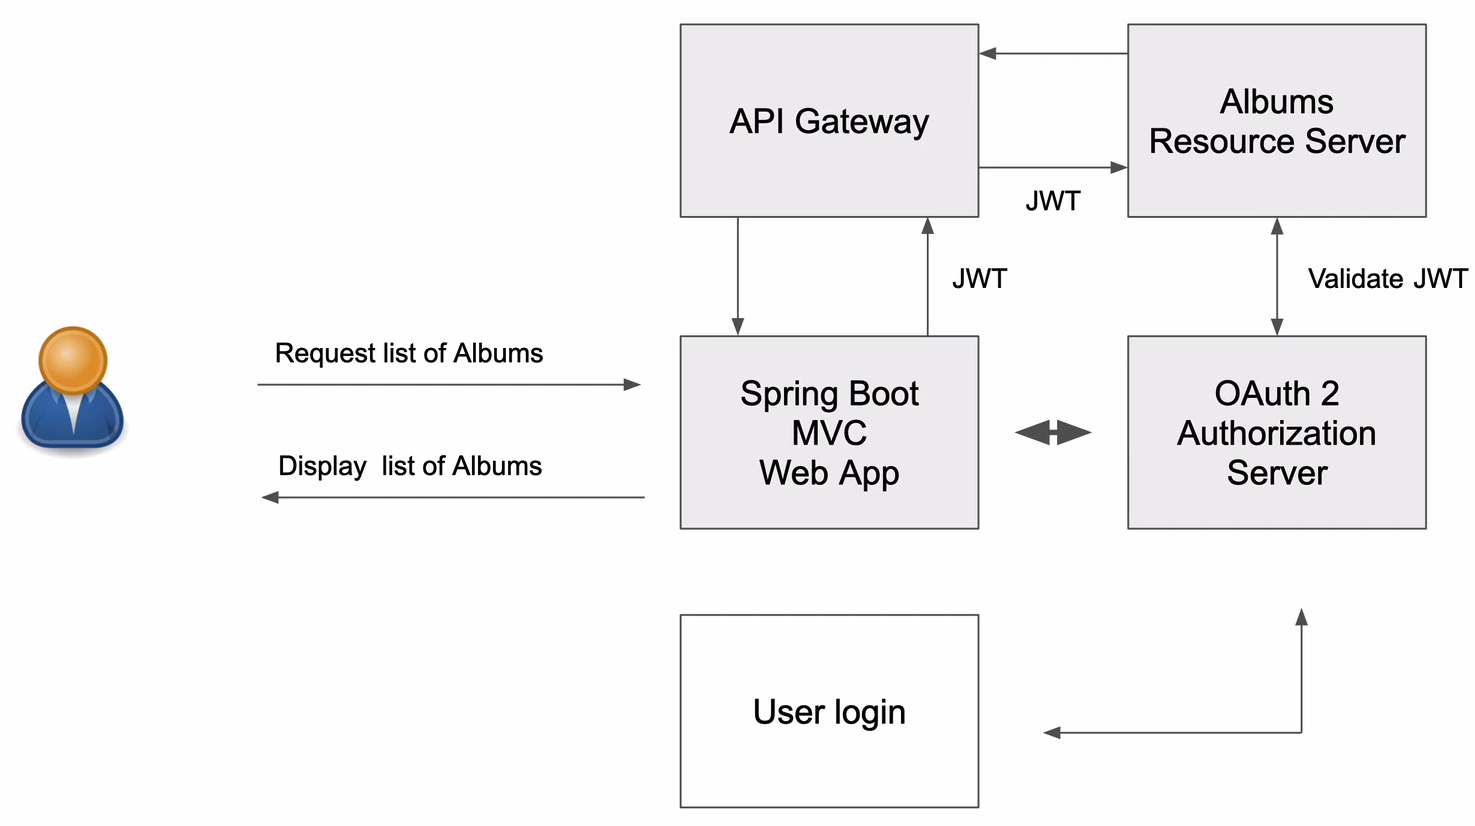 API Gateway
Albums
Resource Server
JWT
JWT
Validate JWT
Request list of Albums
Display list of Albums
Spring Boot
MVC
Web App
OAuth 2
Authorization
Server
User login